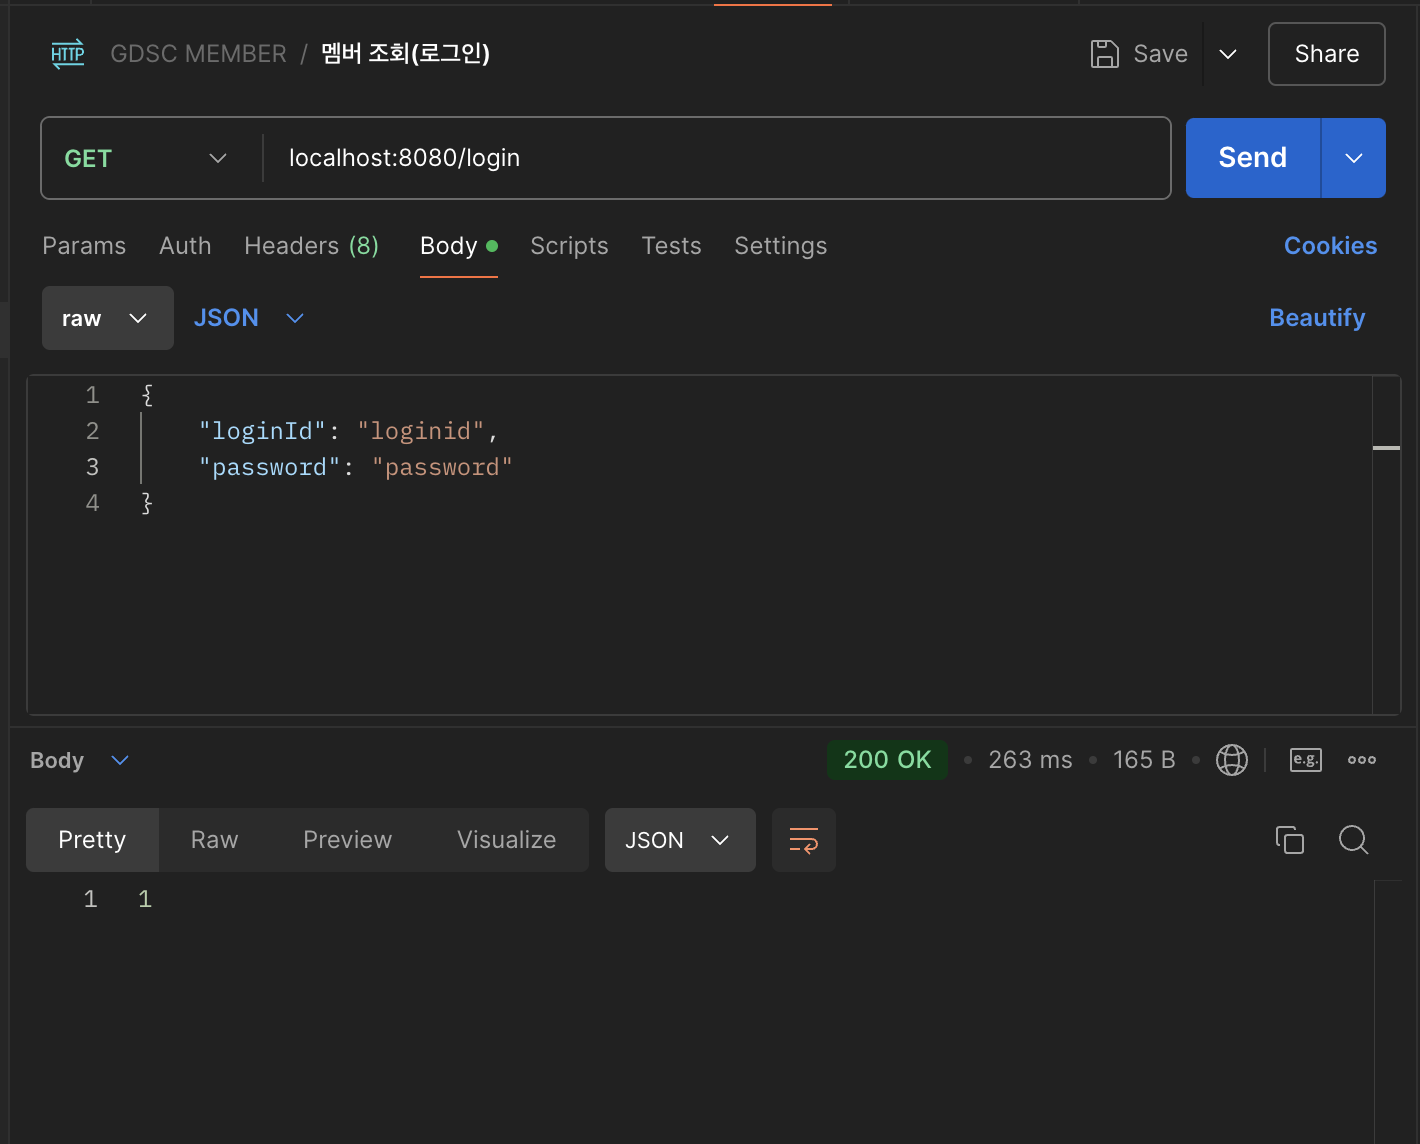 HTTP GDSC MEMBER / 멤버 조회(로그인) Save Share
GET localhost:8080/login Send
Params Auth Headers (8) Body Scripts Tests Settings Cookies
raw JSON Beautify
1 {
2 "loginId": "loginid",
3 "password": "password"
4 }
Body 200 OK • 263 ms • 165 B • e.g.
Pretty Raw Preview Visualize JSON
1 1